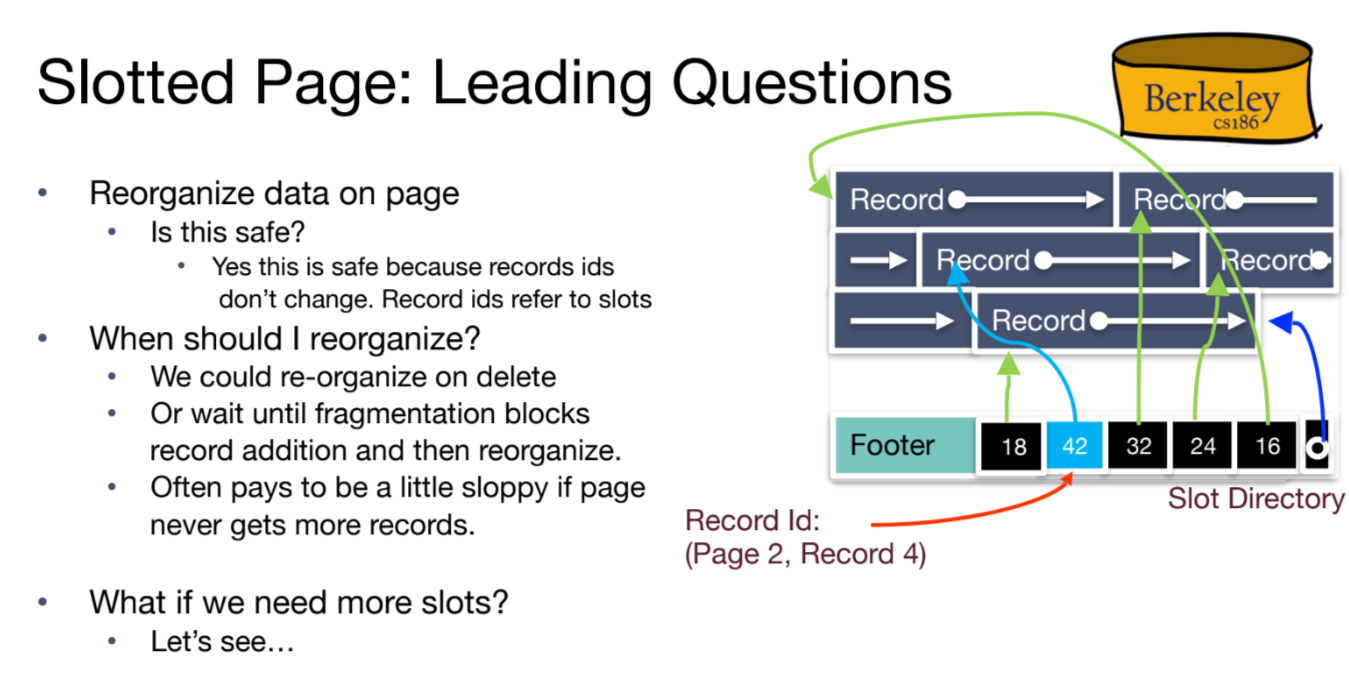 Slotted Page: Leading Questions
Berkeley
cs186
• Reorganize data on page
• Is this safe?
• Yes this is safe because records ids
don’t change. Record ids refer to slots
• When should I reorganize?
• We could re-organize on delete
• Or wait until fragmentation blocks
record addition and then reorganize.
• Often pays to be a little sloppy if page
never gets more records.
• What if we need more slots?
• Let’s see…
Record Record
Record Record
Record
Footer 18 42 32 24 16
Slot Directory
Record Id:
(Page 2, Record 4)